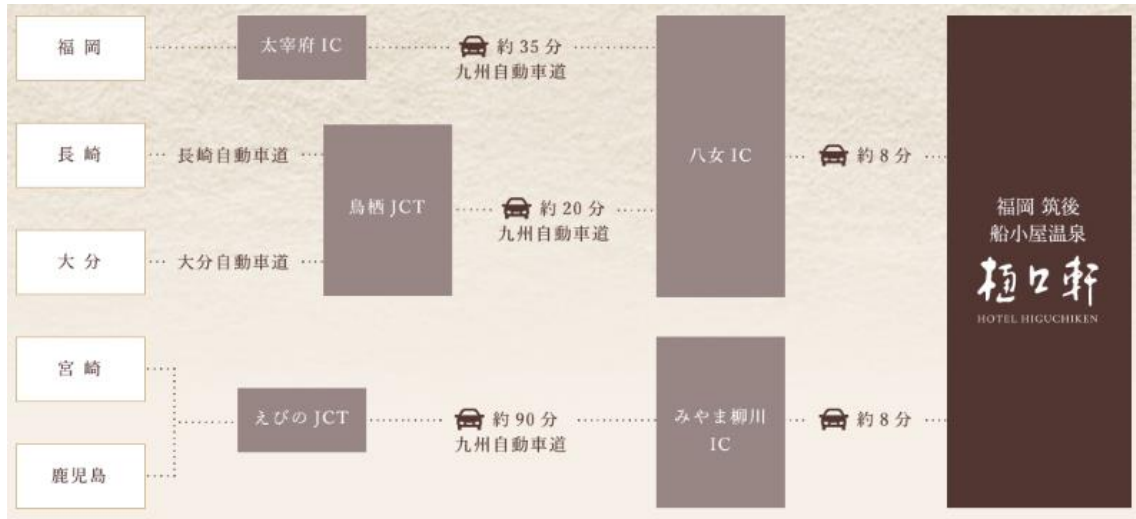 福岡
太宰府 IC
約 35 分
九州自動車道
長崎
長崎自動車道
大分
大分自動車道
鳥栖 JCT
約 20 分
九州自動車道
八女 IC
約 8 分
宮崎
鹿児島
えびの JCT
約 90 分
九州自動車道
みやま柳川
IC
約 8 分
福岡 筑後
船小屋温泉
樋口軒
HOTEL HIGUCHIKEN